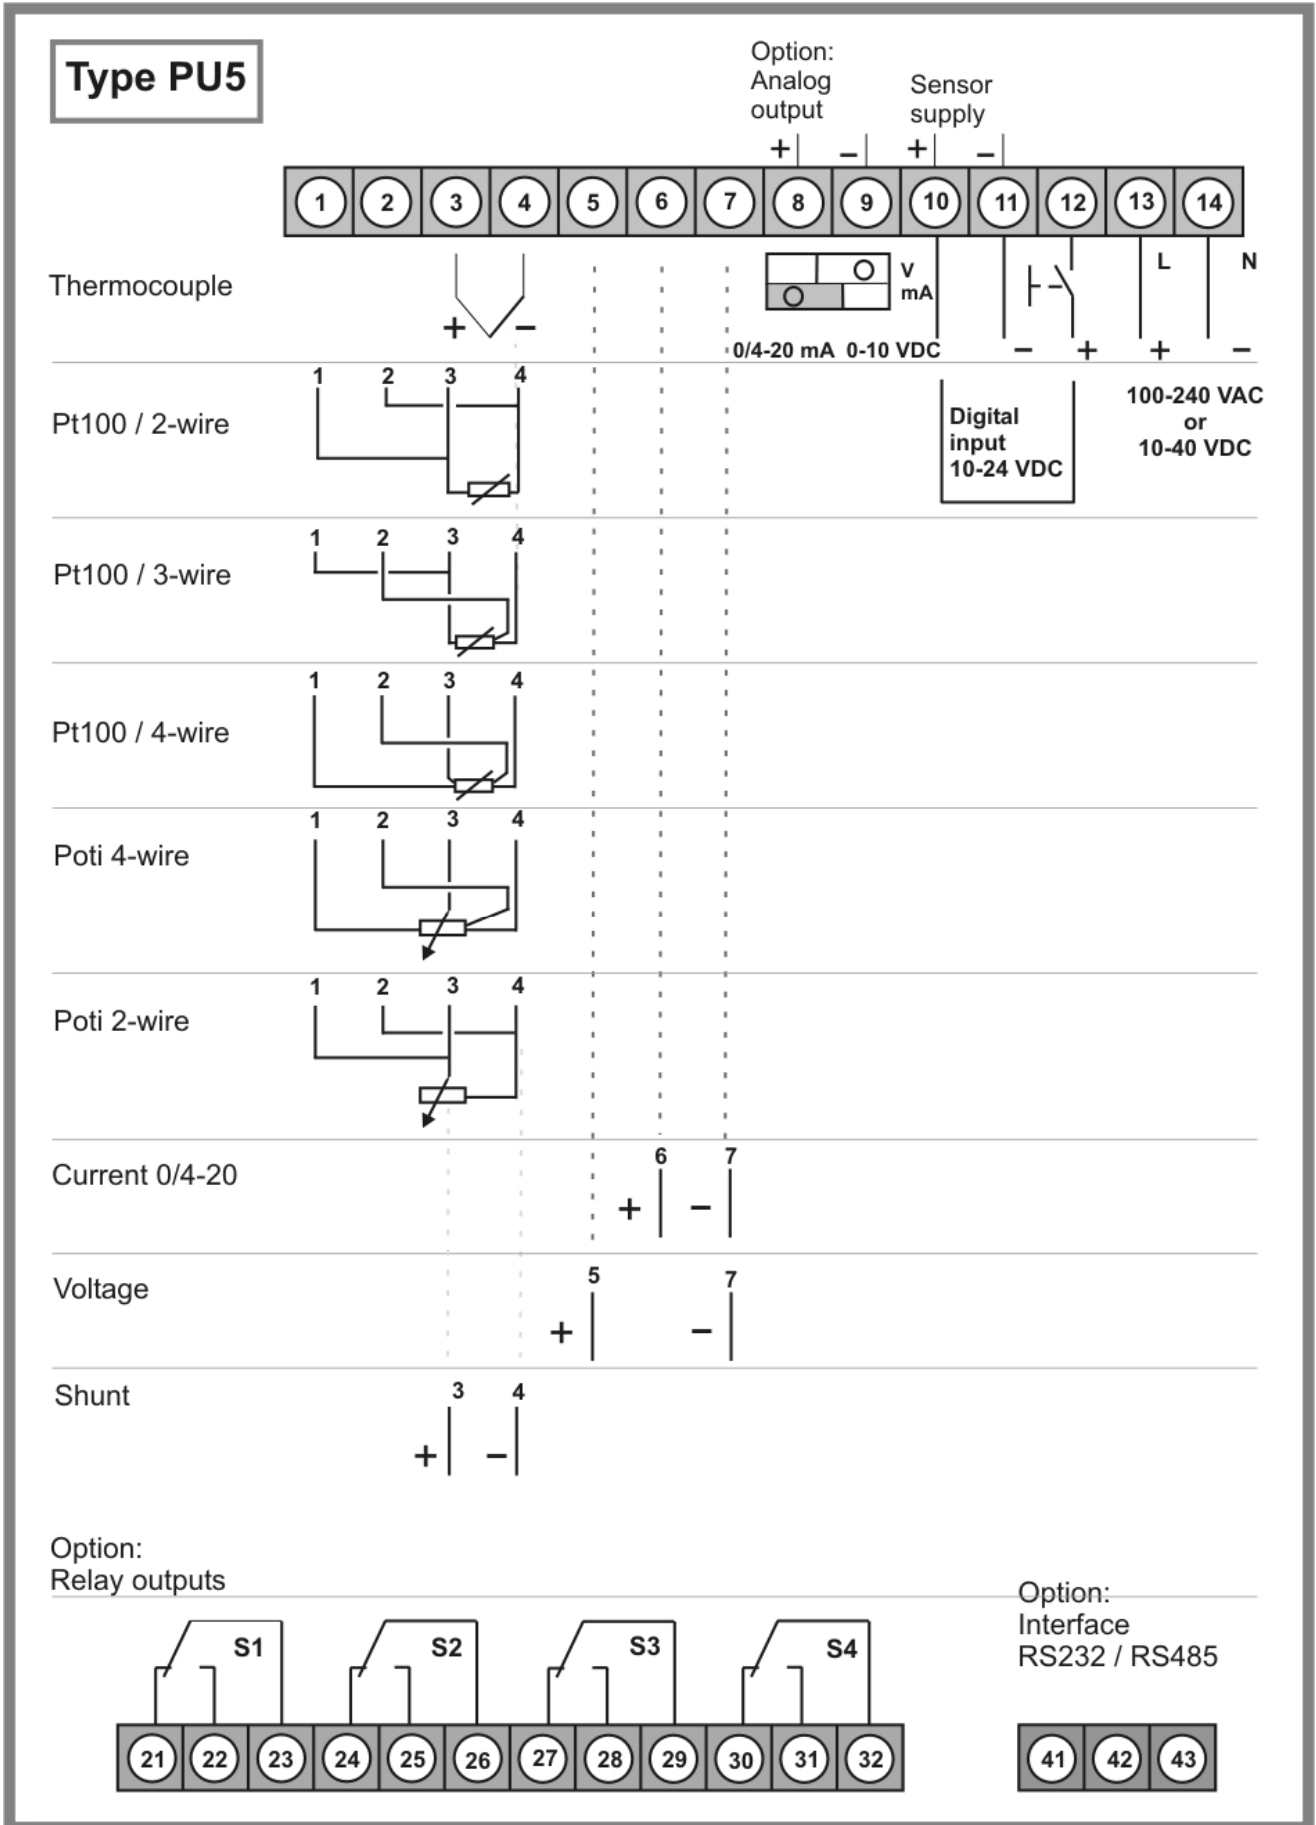 Type PU5
Option:
Analog
output
Sensor
supply
+ − + −
1 2 3 4 5 6 7 8 9 10 11 12 13 14
Thermocouple
+ −
V
mA
L N
0/4-20 mA 0-10 VDC
− + + −
1 2 3 4
Pt100 / 2-wire
Digital
input
10-24 VDC
100-240 VAC
or
10-40 VDC
1 2 3 4
Pt100 / 3-wire
1 2 3 4
Pt100 / 4-wire
1 2 3 4
Poti 4-wire
1 2 3 4
Poti 2-wire
6 7
Current 0/4-20
+ −
5 7
Voltage
+ −
3 4
Shunt
+ −
Option:
Relay outputs
Option:
Interface
RS232 / RS485
S1 S2 S3 S4
21 22 23 24 25 26 27 28 29 30 31 32
41 42 43